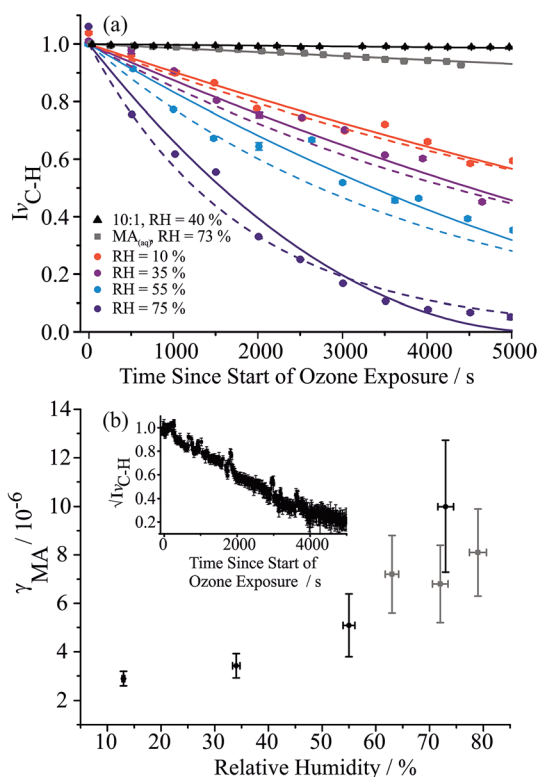 (a)
1.0
0.8
0.6
0.4
0.2
0.0
IνC-H
10:1, RH = 40 %
MA(aq), RH = 73 %
RH = 10 %
RH = 35 %
RH = 55 %
RH = 75 %
0 1000 2000 3000 4000 5000
Time Since Start of Ozone Exposure / s
14
12
10
8
6
4
2
γMA / 10-6
(b)
1.0
0.8
0.6
0.4
0.2
√IνC-H
0 2000 4000
Time Since Start of
Ozone Exposure / s
10 20 30 40 50 60 70 80
Relative Humidity / %